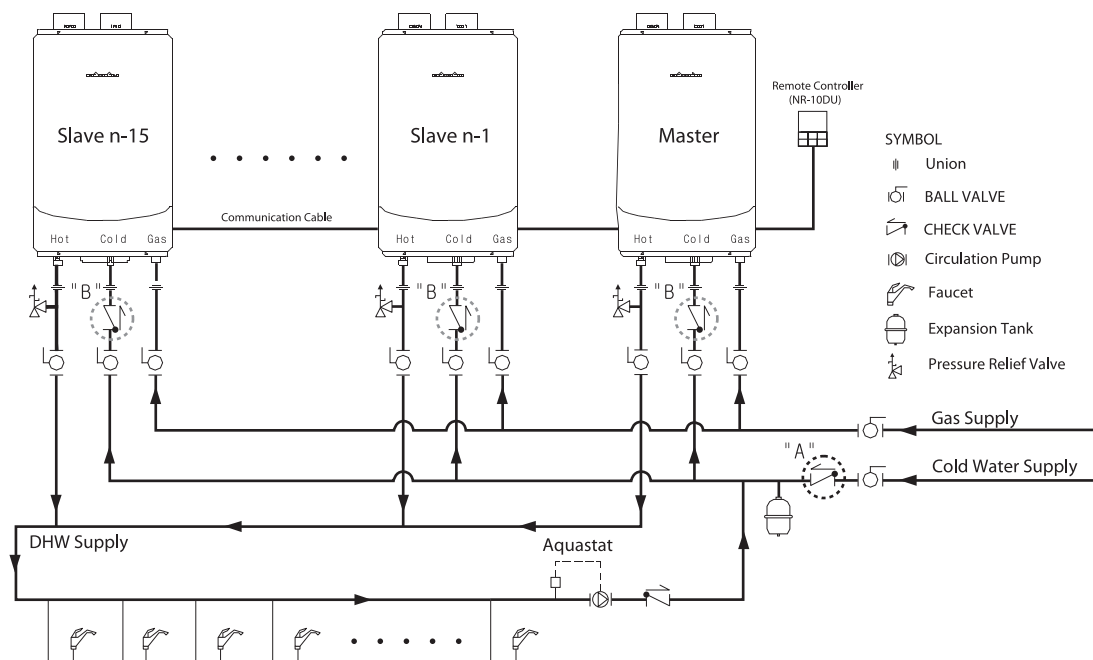 Slave n-15
Slave n-1
Master
Remote Controller
(NR-10DU)
Communication Cable
Hot Cold Gas
Hot Cold Gas
Hot Cold Gas
"B"
"B"
"B"
SYMBOL
Union
BALL VALVE
CHECK VALVE
Circulation Pump
Faucet
Expansion Tank
Pressure Relief Valve
Gas Supply
"A"
Cold Water Supply
DHW Supply
Aquastat